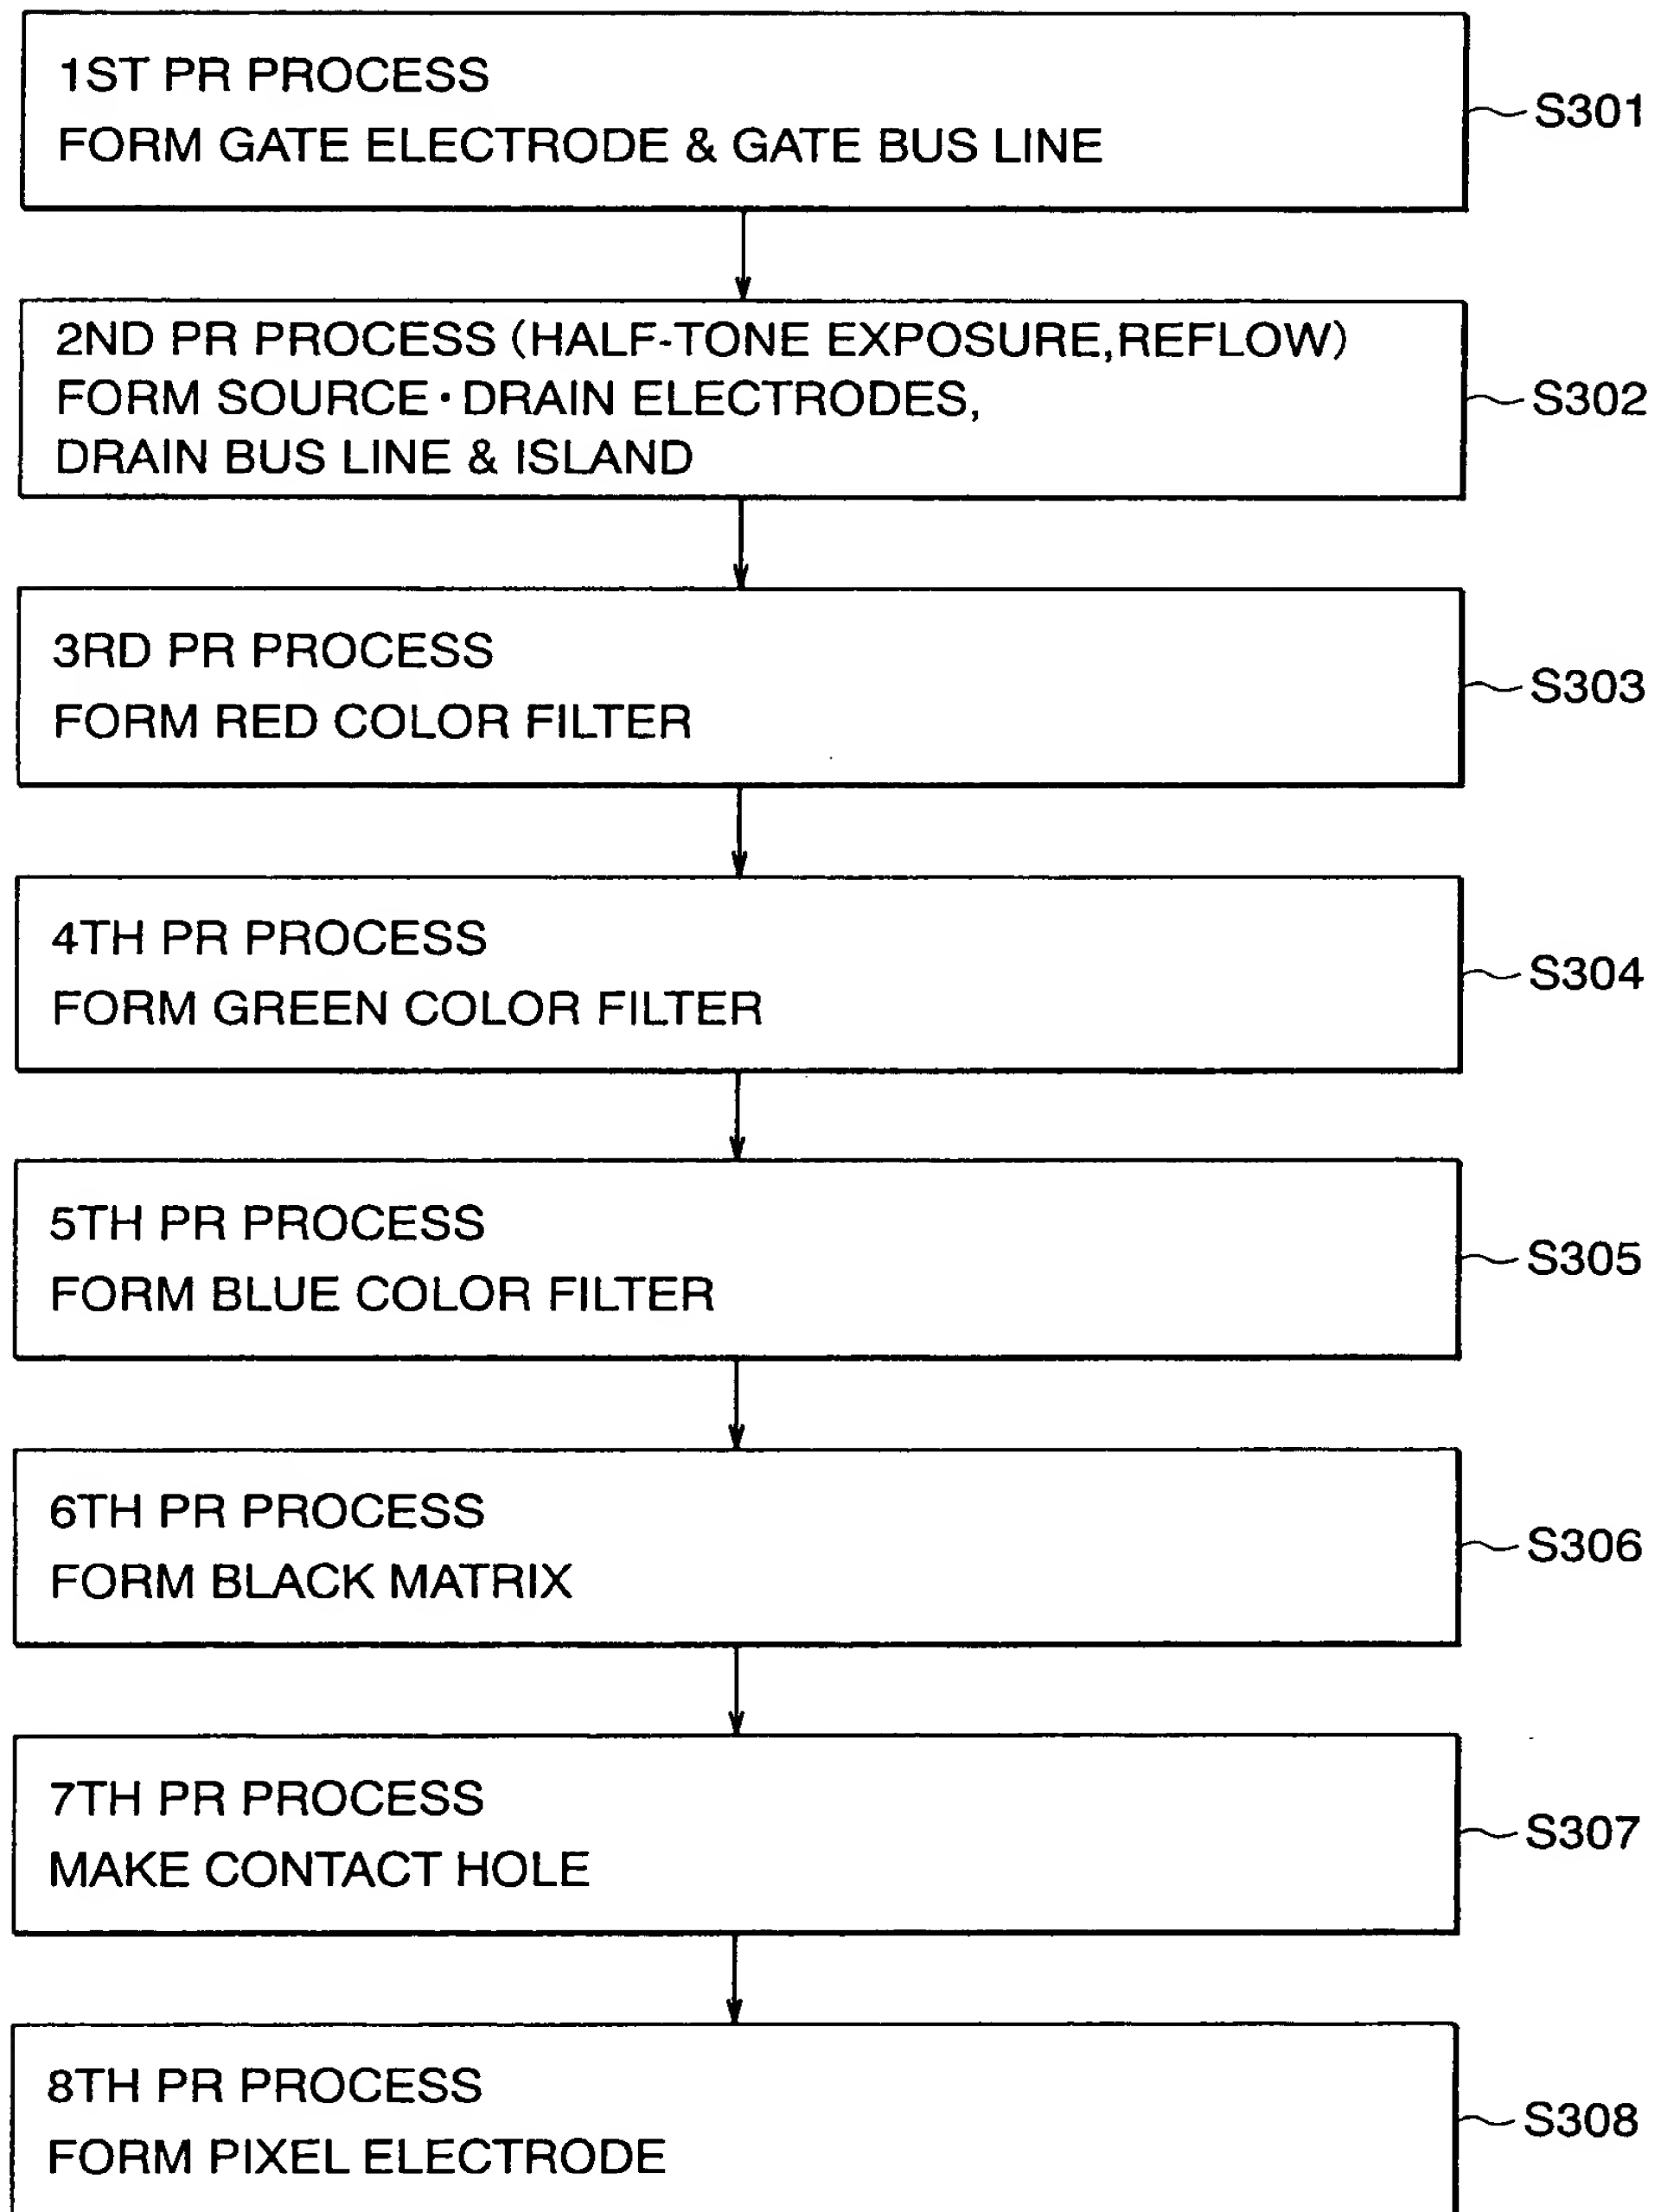 1ST PR PROCESS
FORM GATE ELECTRODE & GATE BUS LINE
S301
2ND PR PROCESS (HALF-TONE EXPOSURE,REFLOW)
FORM SOURCE・DRAIN ELECTRODES,
DRAIN BUS LINE & ISLAND
S302
3RD PR PROCESS
FORM RED COLOR FILTER
S303
4TH PR PROCESS
FORM GREEN COLOR FILTER
S304
5TH PR PROCESS
FORM BLUE COLOR FILTER
S305
6TH PR PROCESS
FORM BLACK MATRIX
S306
7TH PR PROCESS
MAKE CONTACT HOLE
S307
8TH PR PROCESS
FORM PIXEL ELECTRODE
S308